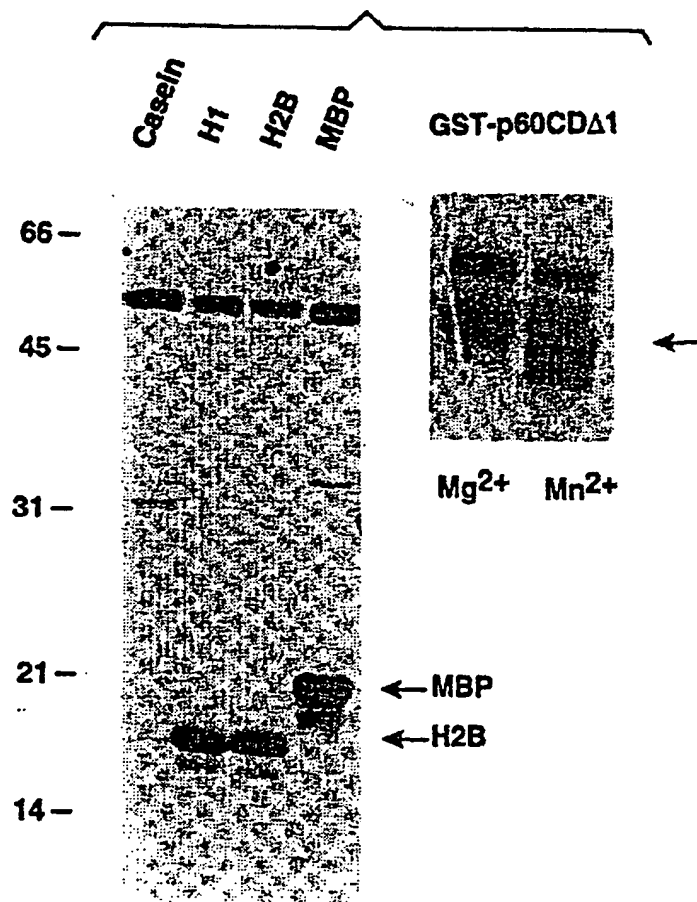 Casein H1 H2B MBP
GST-p60CDΔ1
66
45
31
21
14
Mg2+ Mn2+
MBP
H2B